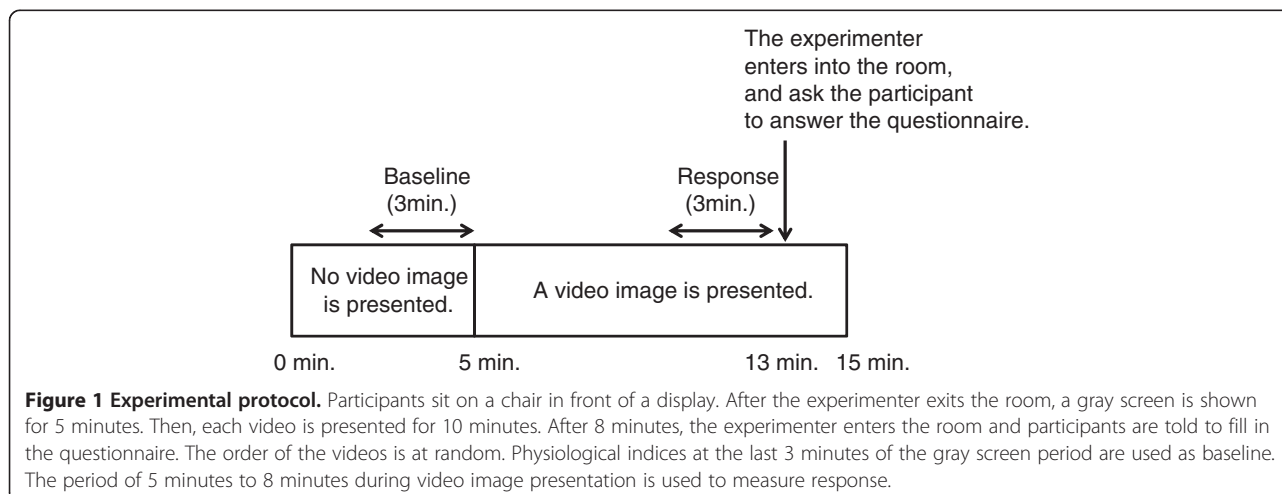 The experimenter
enters into the room,
and ask the participant
to answer the questionnaire.
Baseline
(3min.)
Response
(3min.)
No video image
is presented.
A video image is presented.
0 min.
5 min.
13 min.
15 min.
Figure 1 Experimental protocol. Participants sit on a chair in front of a display. After the experimenter exits the room, a gray screen is shown
for 5 minutes. Then, each video is presented for 10 minutes. After 8 minutes, the experimenter enters the room and participants are told to fill in
the questionnaire. The order of the videos is at random. Physiological indices at the last 3 minutes of the gray screen period are used as baseline.
The period of 5 minutes to 8 minutes during video image presentation is used to measure response.